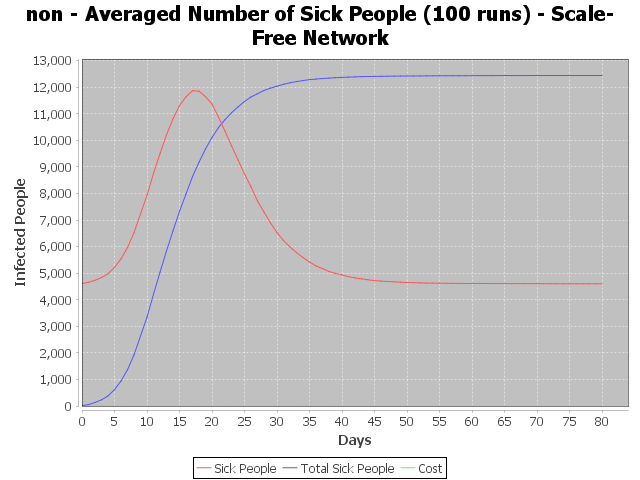 non - Averaged Number of Sick People (100 runs) - Scale-
Free Network
13,000
12,000
11,000
10,000
9,000
8,000
7,000
6,000
5,000
4,000
3,000
2,000
1,000
0
Infected People
0 5 10 15 20 25 30 35 40 45 50 55 60 65 70 75 80
Days
Sick People Total Sick People Cost